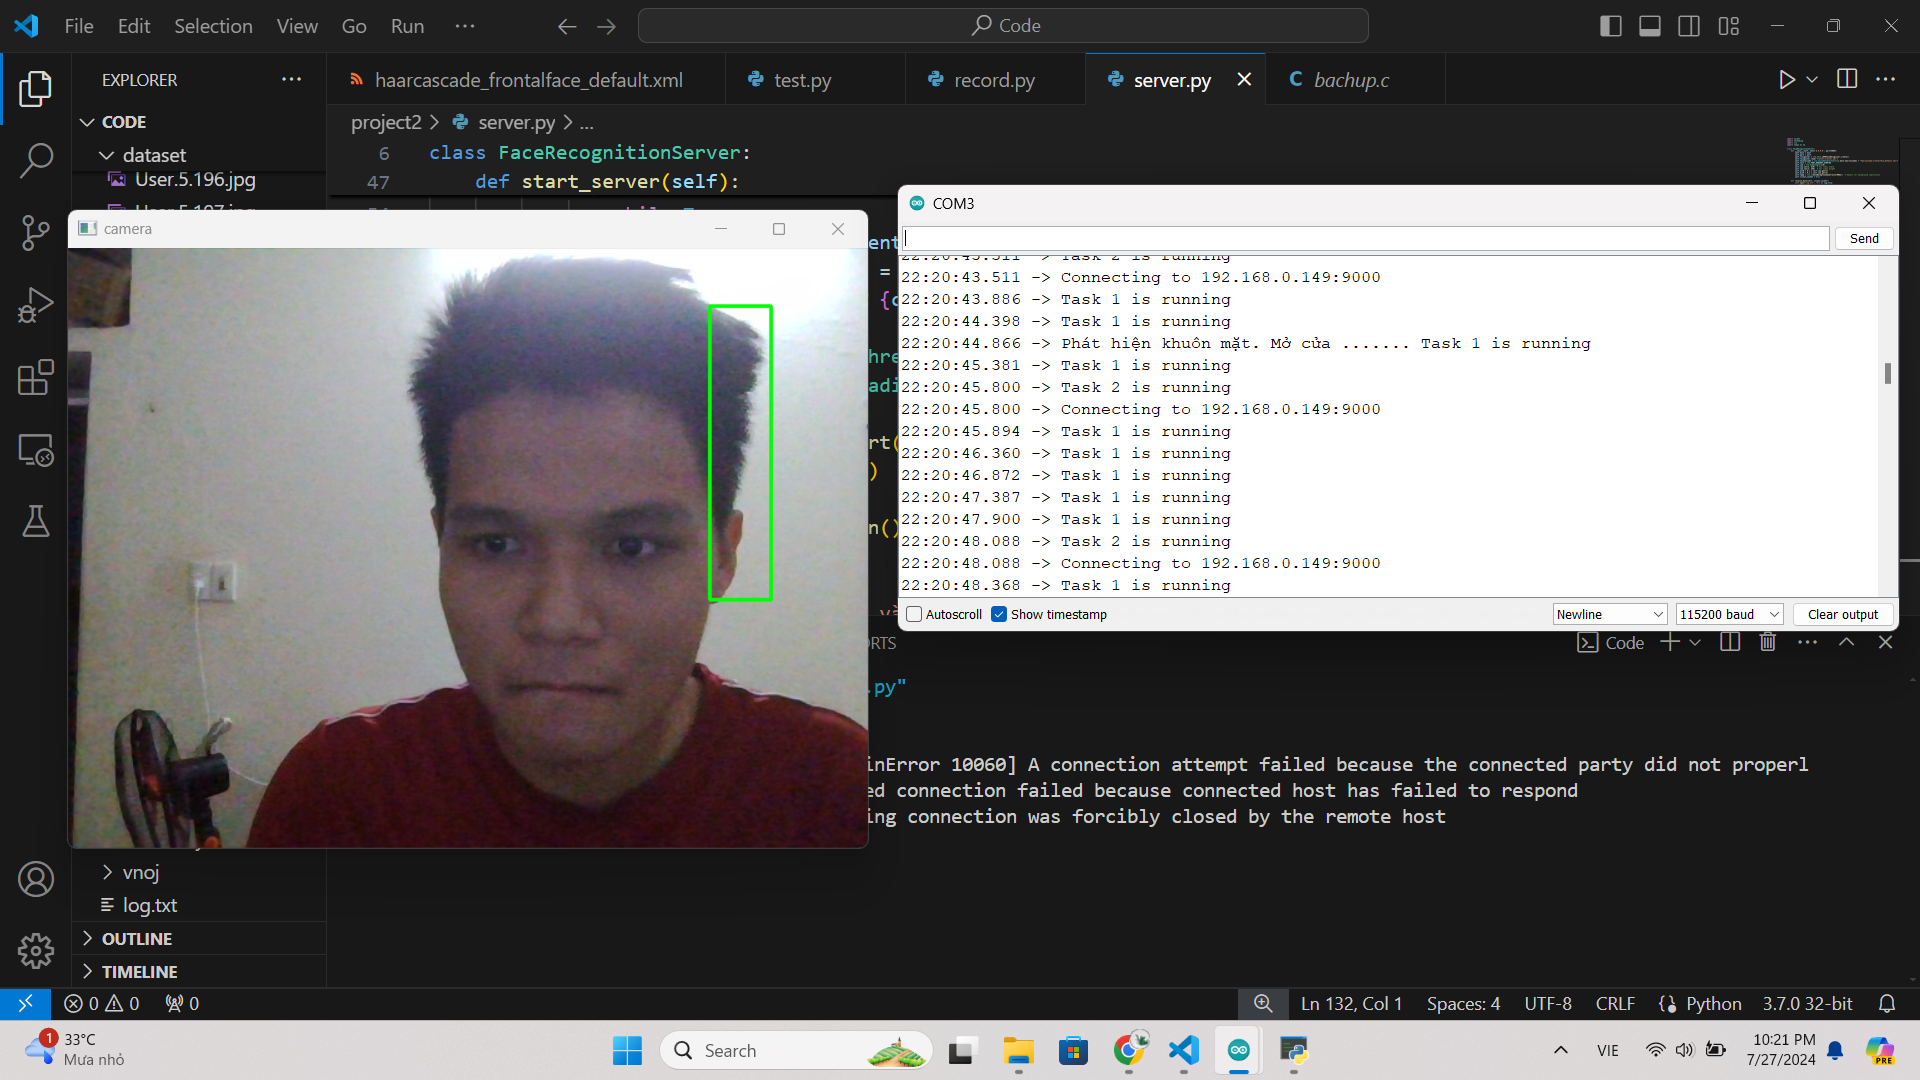 File Edit Selection View Go Run ···
Code
EXPLORER ···
haarcascade_frontalface_default.xml
test.py
record.py
server.py
bachup.c
CODE
dataset
User.5.196.jpg
project2 > server.py > ...
6 class FaceRecognitionServer:
47 def start_server(self):
camera
COM3
Send
22:20:43.511 -> Task 2 is running
22:20:43.511 -> Connecting to 192.168.0.149:9000
22:20:43.886 -> Task 1 is running
22:20:44.398 -> Task 1 is running
22:20:44.866 -> Phát hiện khuôn mặt. Mở cửa ....... Task 1 is running
22:20:45.381 -> Task 1 is running
22:20:45.800 -> Task 2 is running
22:20:45.800 -> Connecting to 192.168.0.149:9000
22:20:45.894 -> Task 1 is running
22:20:46.360 -> Task 1 is running
22:20:46.872 -> Task 1 is running
22:20:47.387 -> Task 1 is running
22:20:47.900 -> Task 1 is running
22:20:48.088 -> Task 2 is running
22:20:48.088 -> Connecting to 192.168.0.149:9000
22:20:48.368 -> Task 1 is running
Autoscroll Show timestamp
Newline
115200 baud
Clear output
ORTS
Code
.py"
inError 10060] A connection attempt failed because the connected party did not properl
ed connection failed because connected host has failed to respond
ing connection was forcibly closed by the remote host
vnoj
log.txt
OUTLINE
TIMELINE
0 0 0
Ln 132, Col 1 Spaces: 4 UTF-8 CRLF Python 3.7.0 32-bit
1
33°C
Mưa nhỏ
Search
VIE
10:21 PM
7/27/2024
PRE